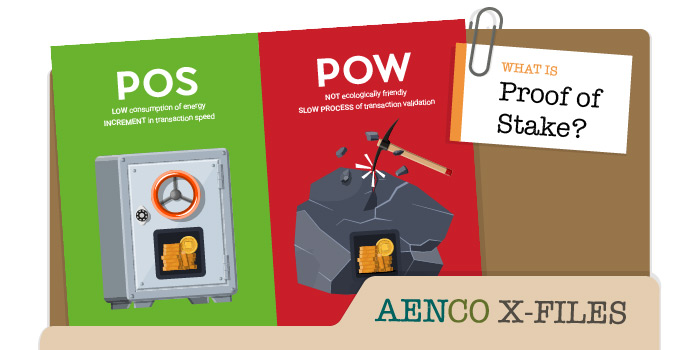 POS
LOW consumption of energy
INCREMENT in transaction speed
POW
NOT ecologically friendly
SLOW PROCESS of transaction validation
WHAT IS
Proof of
Stake?
AENCO X-FILES